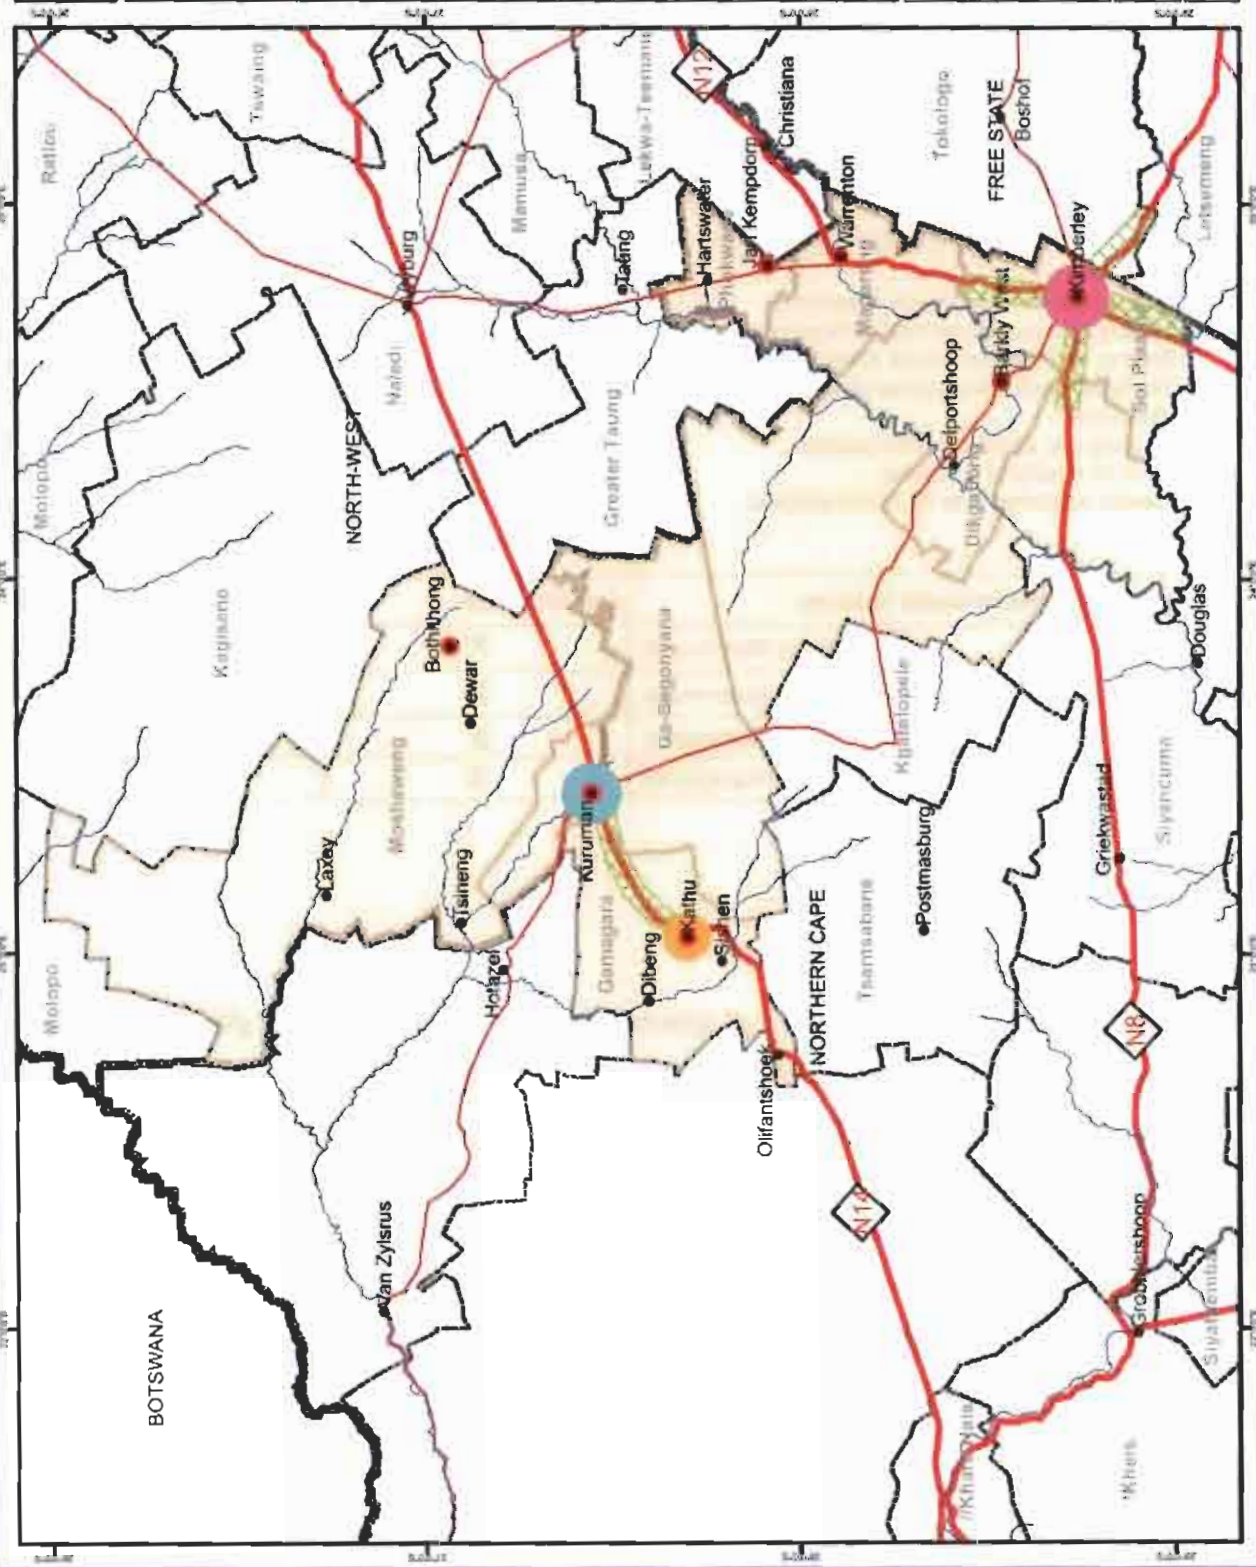 BOTSWANA
Van Zylsrus
Molopo
Laxey
Tsineng
Hotazel
Moshaweng
Dewar
Bothithong
Kagisano
Molopo
NORTH-WEST
Naledi
Ratlou
Tswaing
Mamusa
Greater Taung
Taung
Lekwa-Teemane
N12
Christiana
Hartswater
Jan Kempdorp
Warrenton
Tokologo
FREE STATE
Boshof
Kimberley
Letsemeng
Barkly West
Sol Plaatje
Delportshoop
Dikgatlong
Ga-Segonyana
Kuruman
Gamagara
Kathu
Dibeng
Sishen
Olifantshoek
NORTHERN CAPE
Tsantsabane
Postmasburg
Kgatelopele
Douglas
Siyancuma
Griekwastad
N8
N14
Groblershoop
Siyathemba
//Khara Hais
!Kheis